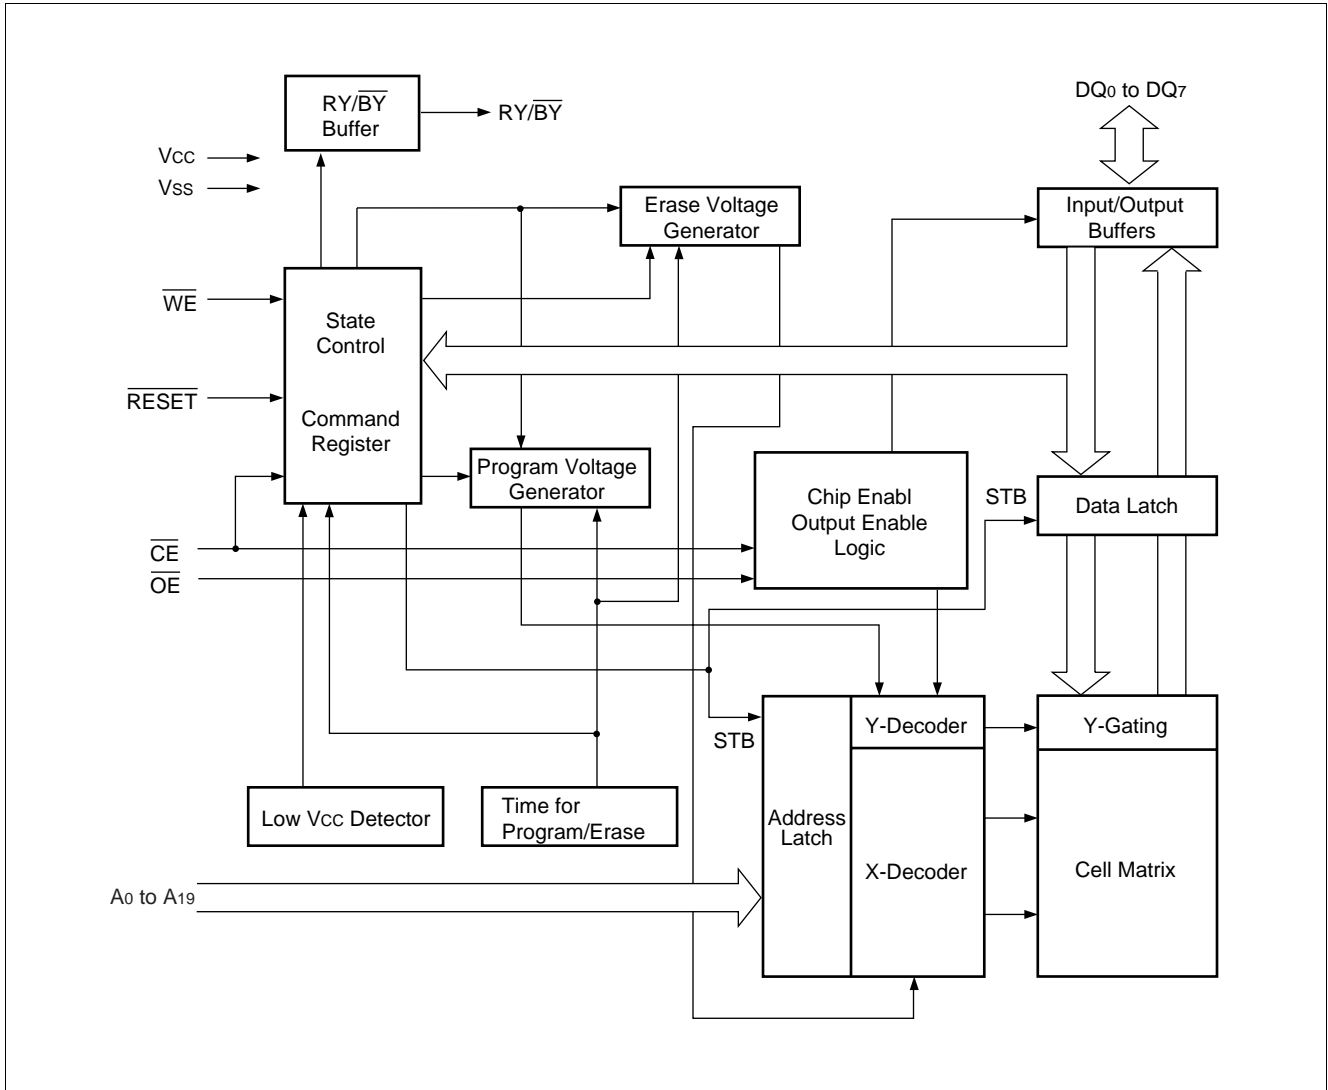 RY/BY
Buffer
RY/BY
DQ0 to DQ7
VCC
VSS
Erase Voltage
Generator
Input/Output
Buffers
WE
State
Control
RESET
Command
Register
Program Voltage
Generator
Chip Enabl
Output Enable
Logic
STB
Data Latch
CE
OE
STB
Y-Decoder
Y-Gating
Low VCC Detector
Time for
Program/Erase
Address
Latch
X-Decoder
Cell Matrix
A0 to A19